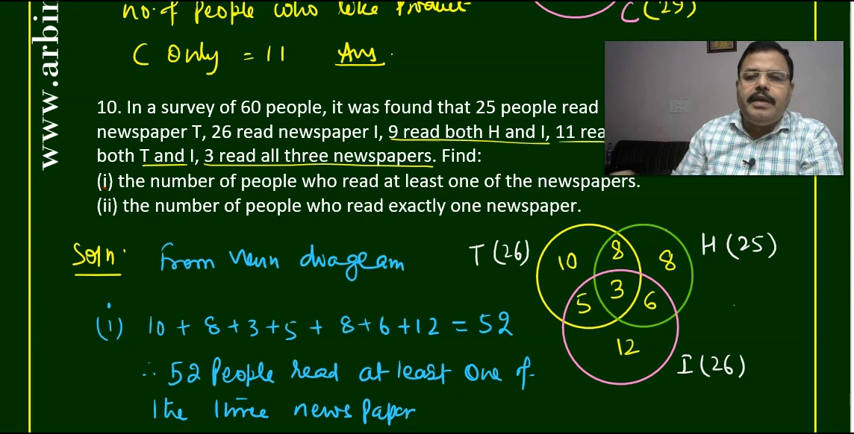 no. of People who like Product
C (29)
C Only = 11 Ans.
www.arbin
10. In a survey of 60 people, it was found that 25 people read
newspaper T, 26 read newspaper I, 9 read both H and I, 11 rea
both T and I, 3 read all three newspapers. Find:
(i) the number of people who read at least one of the newspapers.
(ii) the number of people who read exactly one newspaper.
Soln. From Venn diageam
T (26)
H (25)
10 8 8
5 3 6
12
I (26)
(i) 10 + 8 + 3 + 5 + 8 + 6 + 12 = 52
∴ 52 People read at least one of
the three news paper